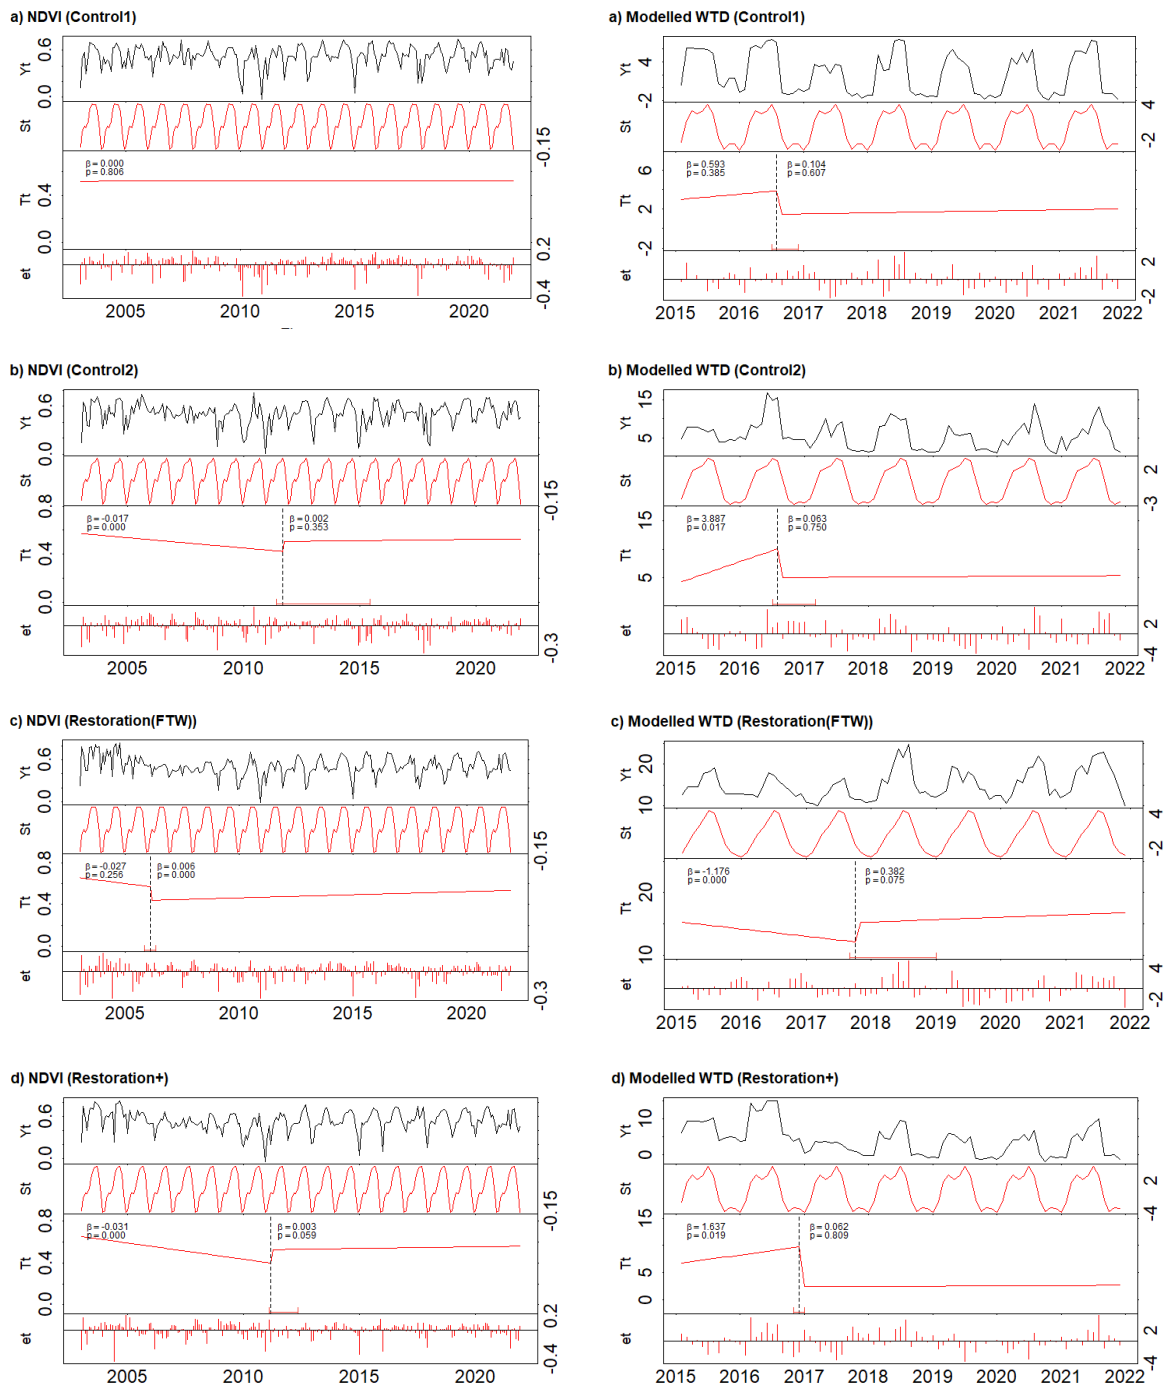 a) NDVI (Control1)
Yt
0.0 0.6
St
-0.15
β = 0.000
p = 0.806
Tt
0.0 0.4
et
-0.4 0.2
2005 2010 2015 2020
a) Modelled WTD (Control1)
Yt
-2 4
St
-2 4
β = 0.593
p = 0.385
β = 0.104
p = 0.607
Tt
-2 2 6
et
-2 2
2015 2016 2017 2018 2019 2020 2021 2022
b) NDVI (Control2)
Yt
0.0 0.6
St
-0.15
β = -0.017
p = 0.000
β = 0.002
p = 0.353
Tt
0.0 0.4 0.8
et
-0.3
2005 2010 2015 2020
b) Modelled WTD (Control2)
Yt
5 15
St
-3 2
β = 3.887
p = 0.017
β = 0.063
p = 0.750
Tt
5 15
et
-4 2
2015 2016 2017 2018 2019 2020 2021 2022
c) NDVI (Restoration(FTW))
Yt
0.0 0.6
St
-0.15
β = -0.027
p = 0.256
β = 0.006
p = 0.000
Tt
0.0 0.4 0.8
et
-0.3
2005 2010 2015 2020
c) Modelled WTD (Restoration(FTW))
Yt
10 20
St
-2 4
β = -1.176
p = 0.000
β = 0.382
p = 0.075
Tt
10 20
et
-2 4
2015 2016 2017 2018 2019 2020 2021 2022
d) NDVI (Restoration+)
Yt
0.0 0.6
St
-0.15
β = -0.031
p = 0.000
β = 0.003
p = 0.059
Tt
0.0 0.4 0.8
et
-0.4 0.2
2005 2010 2015 2020
d) Modelled WTD (Restoration+)
Yt
0 10
St
-4 2
β = 1.637
p = 0.019
β = 0.062
p = 0.809
Tt
0 5 15
et
-4 2
2015 2016 2017 2018 2019 2020 2021 2022